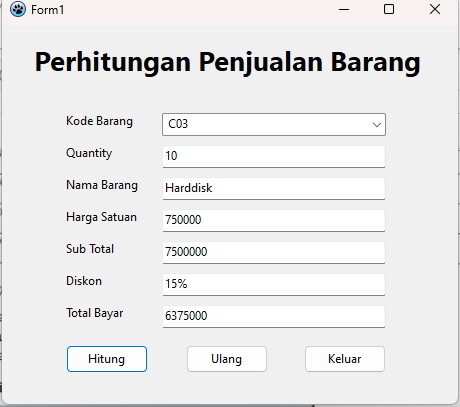 Form1
Perhitungan Penjualan Barang
Kode Barang C03
Quantity 10
Nama Barang Harddisk
Harga Satuan 750000
Sub Total 7500000
Diskon 15%
Total Bayar 6375000
Hitung Ulang Keluar